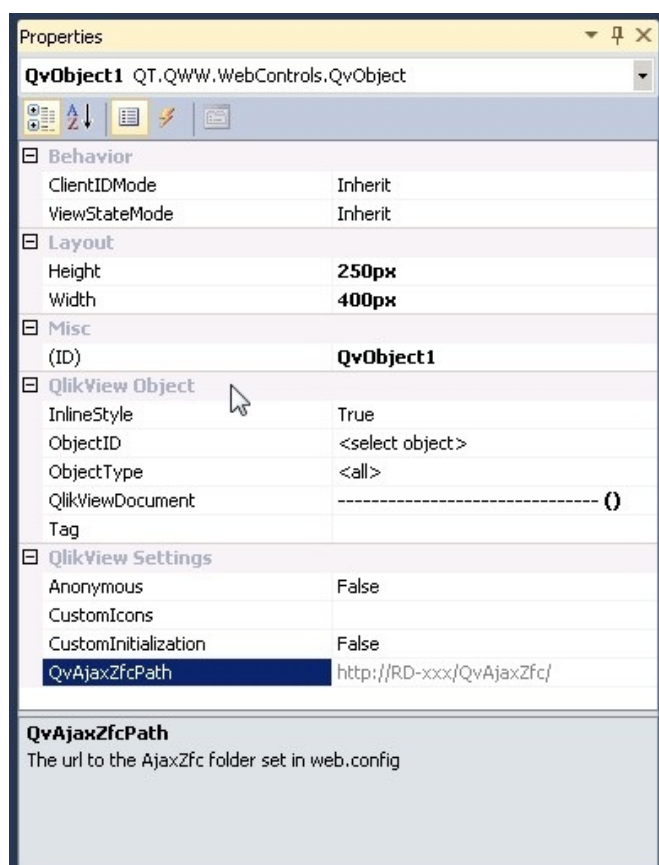 Properties
QvObject1 QT.QWW.WebControls.QvObject
Behavior
ClientIDMode Inherit
ViewStateMode Inherit
Layout
Height 250px
Width 400px
Misc
(ID) QvObject1
QlikView Object
InlineStyle True
ObjectID <select object>
ObjectType <all>
QlikViewDocument ------------------------------- ()
Tag
QlikView Settings
Anonymous False
CustomIcons
CustomInitialization False
QvAjaxZfcPath http://RD-xxx/QvAjaxZfc/
QvAjaxZfcPath
The url to the AjaxZfc folder set in web.config